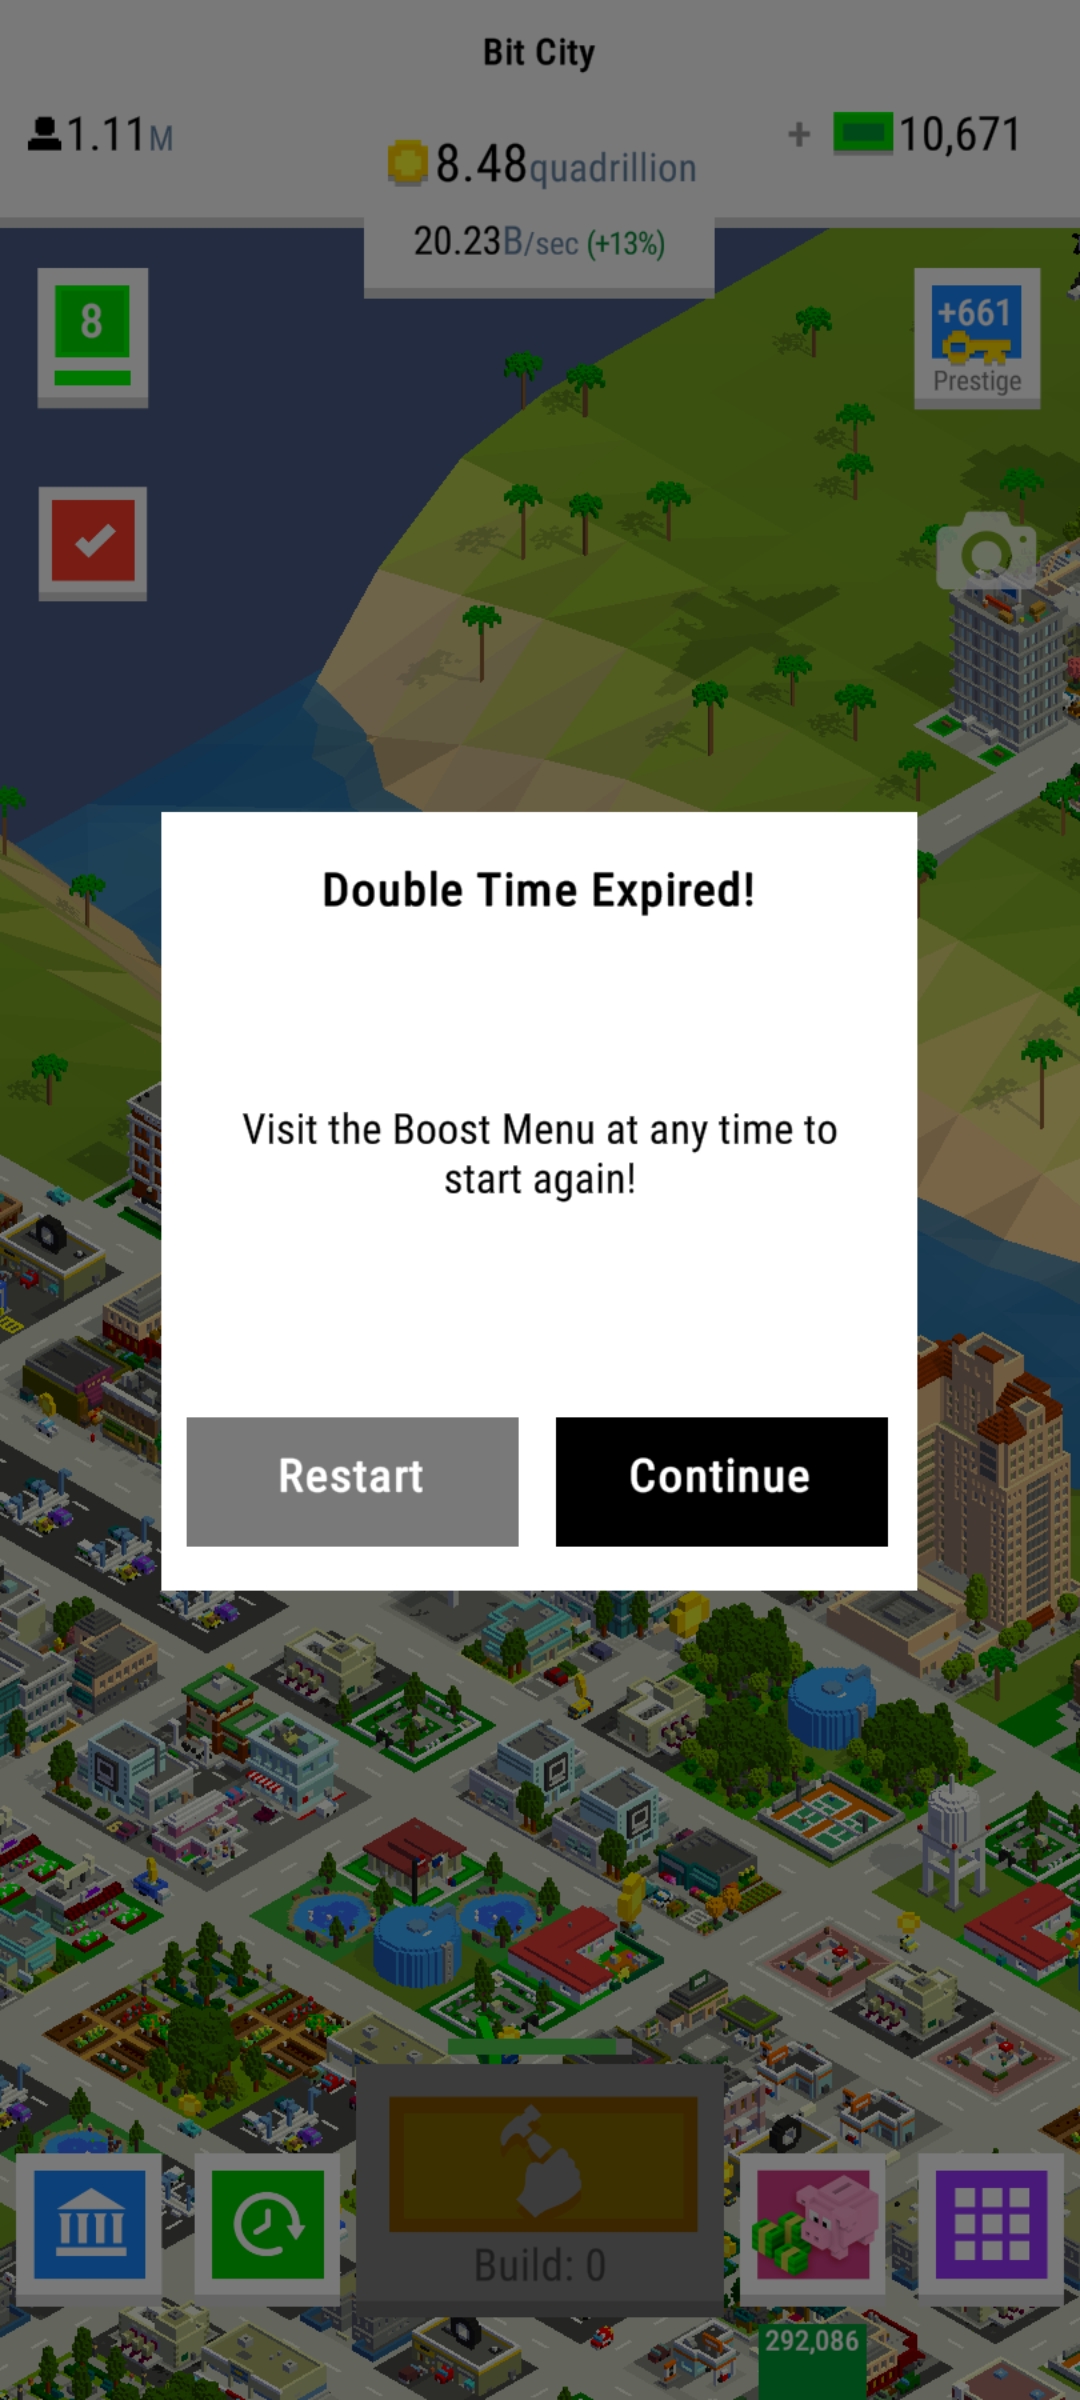 Bit City
1.11M
8.48quadrillion
+ 10,671
20.23B/sec (+13%)
8
+661
Prestige
Double Time Expired!
Visit the Boost Menu at any time to
start again!
Restart
Continue
Build: 0
292,086